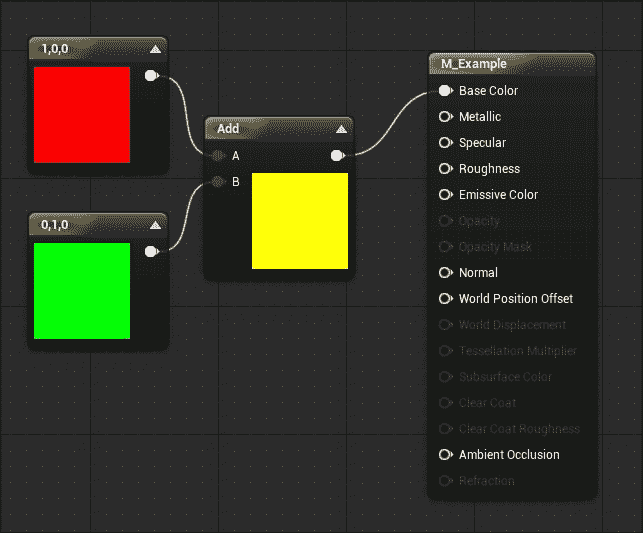 1,0,0
0,1,0
Add
A
B
M_Example
Base Color
Metallic
Specular
Roughness
Emissive Color
Opacity
Opacity Mask
Normal
World Position Offset
World Displacement
Tessellation Multiplier
Subsurface Color
Clear Coat
Clear Coat Roughness
Ambient Occlusion
Refraction